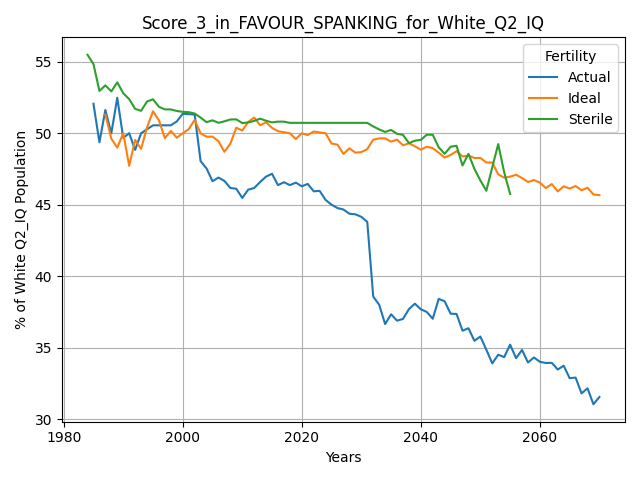 Score_3_in_FAVOUR_SPANKING_for_White_Q2_IQ
Fertility
Actual
Ideal
Sterile
% of White Q2_IQ Population
55
50
45
40
35
30
1980
2000
2020
2040
2060
Years